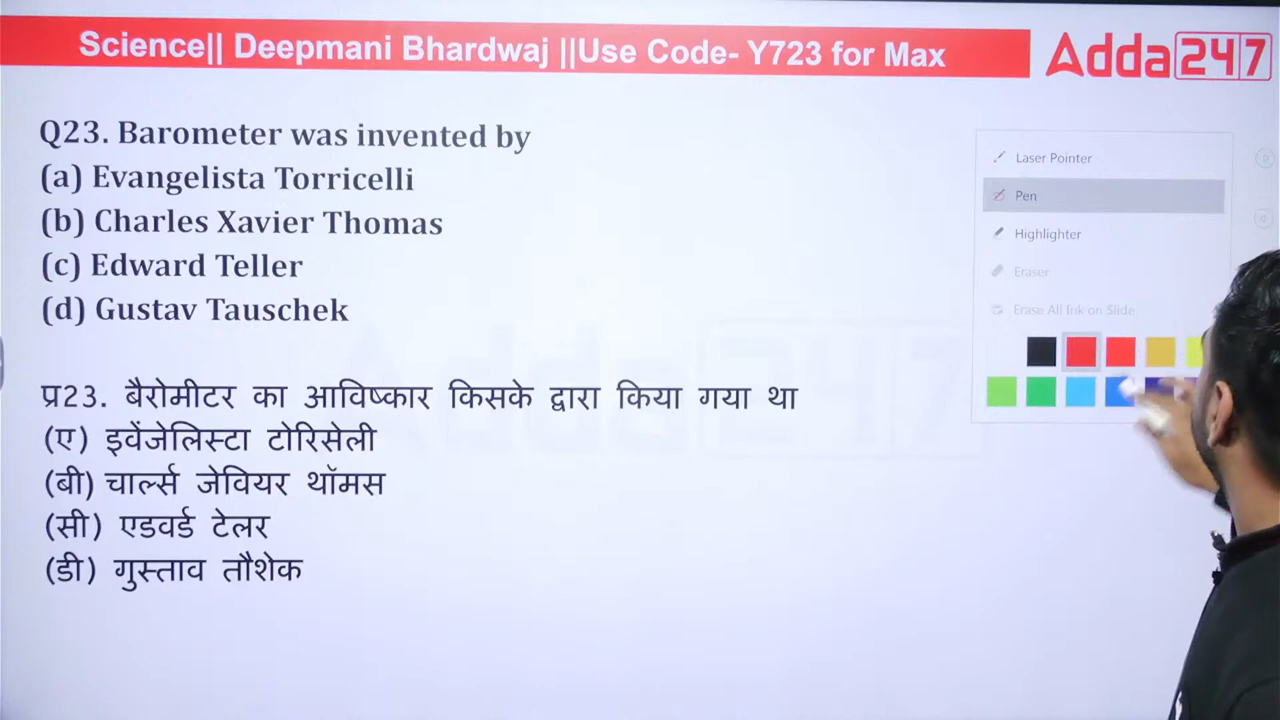 Science|| Deepmani Bhardwaj ||Use Code- Y723 for Max
Adda247
Q23. Barometer was invented by
(a) Evangelista Torricelli
(b) Charles Xavier Thomas
(c) Edward Teller
(d) Gustav Tauschek
प्र23. बैरोमीटर का आविष्कार किसके द्वारा किया गया था
(ए) इवेंजेलिस्टा टोरिसेली
(बी) चार्ल्स जेवियर थॉमस
(सी) एडवर्ड टेलर
(डी) गुस्ताव तौशेक
Laser Pointer
Pen
Highlighter
Eraser
Erase All Ink on Slide
Adda247